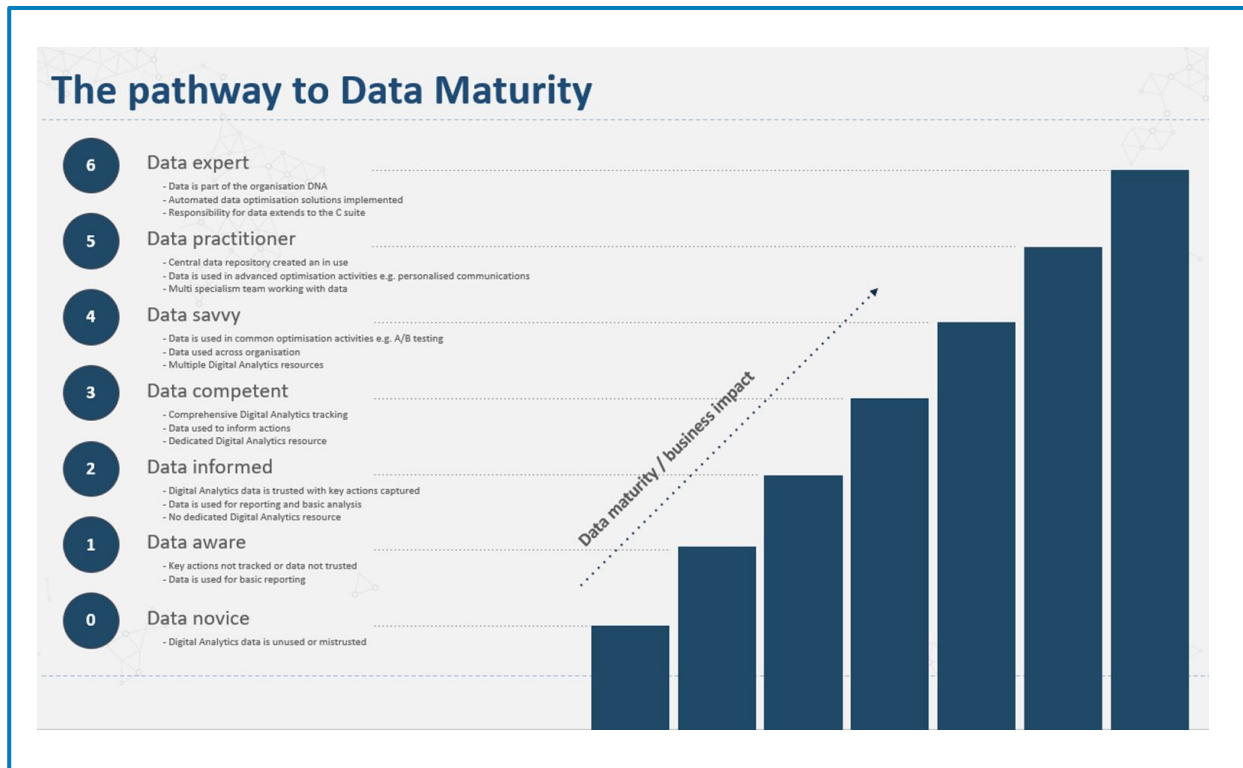 The pathway to Data Maturity
6
Data expert
- Data is part of the organisation DNA
- Automated data optimisation solutions implemented
- Responsibility for data extends to the C suite
5
Data practitioner
- Central data repository created an in use
- Data is used in advanced optimisation activities e.g. personalised communications
- Multi specialism team working with data
4
Data savvy
- Data is used in common optimisation activities e.g. A/B testing
- Data used across organisation
- Multiple Digital Analytics resources
3
Data competent
- Comprehensive Digital Analytics tracking
- Data used to inform actions
- Dedicated Digital Analytics resource
2
Data informed
- Digital Analytics data is trusted with key actions captured
- Data is used for reporting and basic analysis
- No dedicated Digital Analytics resource
1
Data aware
- Key actions not tracked or data not trusted
- Data is used for basic reporting
0
Data novice
- Digital Analytics data is unused or mistrusted
Data maturity / business impact